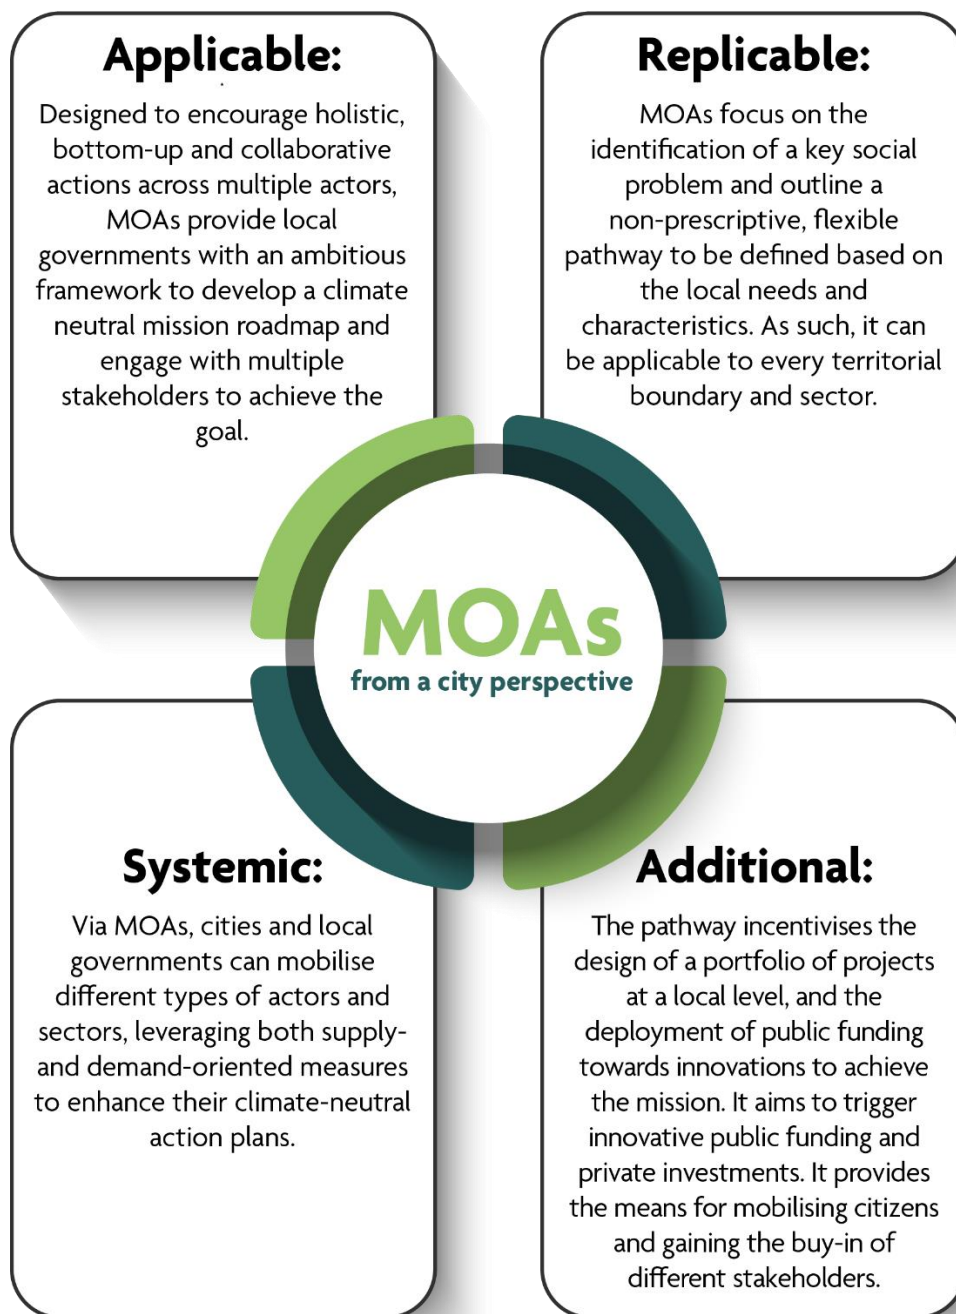 Applicable:
Designed to encourage holistic,
bottom-up and collaborative
actions across multiple actors,
MOAs provide local
governments with an ambitious
framework to develop a climate
neutral mission roadmap and
engage with multiple
stakeholders to achieve the
goal.
Replicable:
MOAs focus on the
identification of a key social
problem and outline a
non-prescriptive, flexible
pathway to be defined based on
the local needs and
characteristics. As such, it can
be applicable to every territorial
boundary and sector.
MOAs
from a city perspective
Systemic:
Via MOAs, cities and local
governments can mobilise
different types of actors and
sectors, leveraging both supply-
and demand-oriented measures
to enhance their climate-neutral
action plans.
Additional:
The pathway incentivises the
design of a portfolio of projects
at a local level, and the
deployment of public funding
towards innovations to achieve
the mission. It aims to trigger
innovative public funding and
private investments. It provides
the means for mobilising citizens
and gaining the buy-in of
different stakeholders.